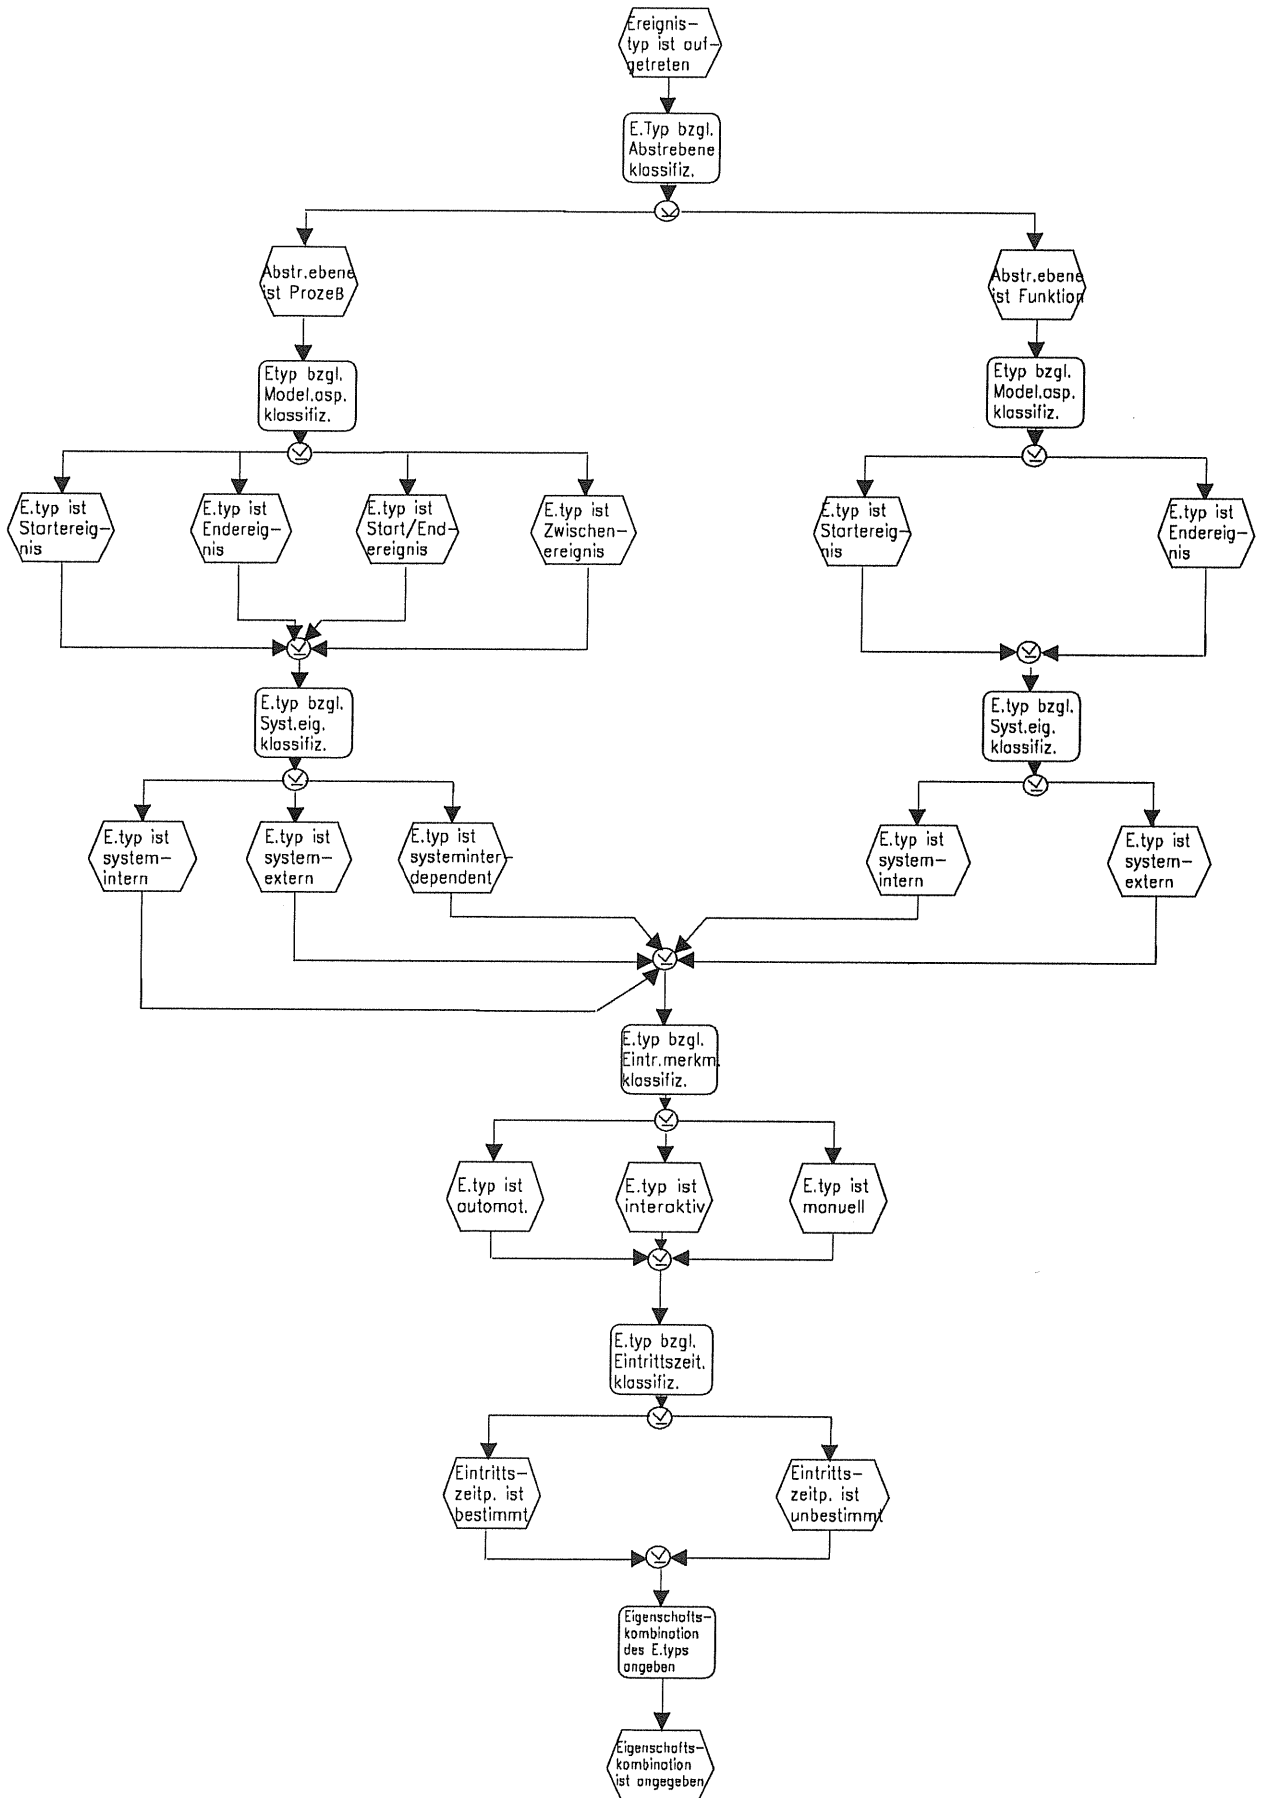 Ereignis-
typ ist auf-
getreten
E.Typ bzgl.
Abstrebene
klassifiz.
Abstr.ebene
ist Prozeß
Abstr.ebene
ist Funktion
Etyp bzgl.
Model.asp.
klassifiz.
Etyp bzgl.
Model.asp.
klassifiz.
E.typ ist
Startereig-
nis
E.typ ist
Endereig-
nis
E.typ ist
Start/End-
ereignis
E.typ ist
Zwischen-
ereignis
E.typ ist
Startereig-
nis
E.typ ist
Endereig-
nis
E.typ bzgl.
Syst.eig.
klassifiz.
E.typ bzgl.
Syst.eig.
klassifiz.
E.typ ist
system-
intern
E.typ ist
system-
extern
E.typ ist
systeminter-
dependent
E.typ ist
system-
intern
E.typ ist
system-
extern
E.typ bzgl.
Eintr.merkm.
klassifiz.
E.typ ist
automat.
E.typ ist
interaktiv
E.typ ist
manuell
E.typ bzgl.
Eintrittszeit.
klassifiz.
Eintritts-
zeitp. ist
bestimmt
Eintritts-
zeitp. ist
unbestimmt
Eigenschafts-
kombination
des E.typs
angeben
Eigenschafts-
kombination
ist angegeben